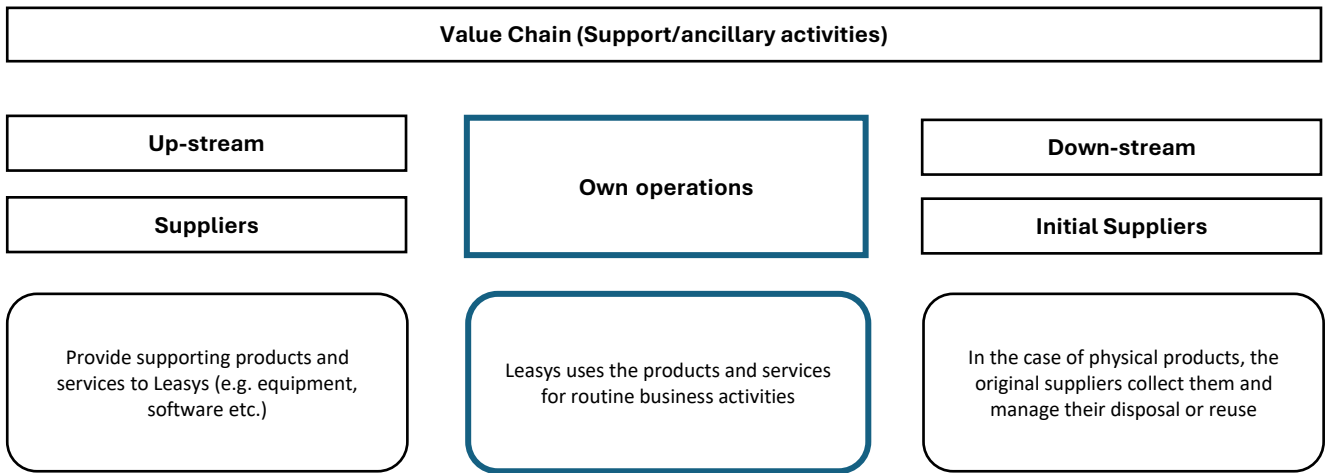 Value Chain (Support/ancillary activities)
Up-stream
Suppliers
Own operations
Down-stream
Initial Suppliers
Provide supporting products and
services to Leasys (e.g. equipment,
software etc.)
Leasys uses the products and services
for routine business activities
In the case of physical products, the
original suppliers collect them and
manage their disposal or reuse